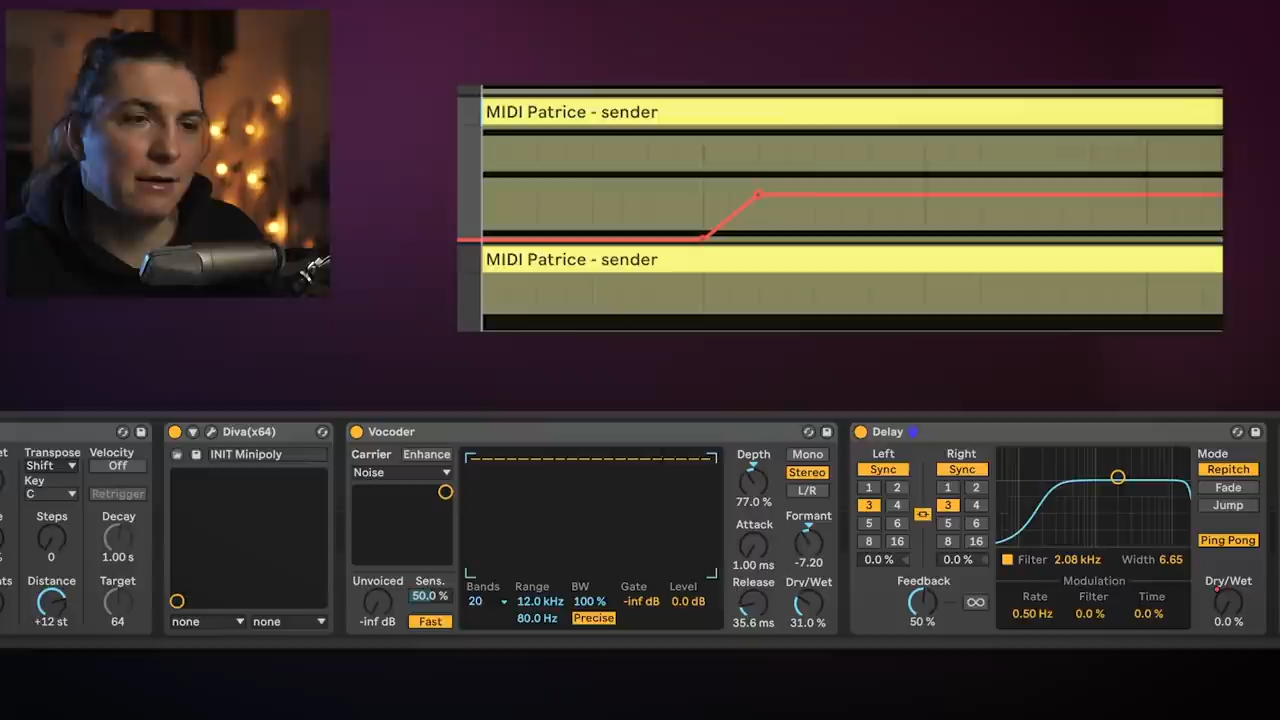 MIDI Patrice - sender
MIDI Patrice - sender
Transpose
Shift
Key
C
Steps
0
Distance
+12 st
Velocity
Off
Retrigger
Decay
1.00 s
Target
64
Diva(x64)
INIT Minipoly
none
none
Vocoder
Carrier
Enhance
Noise
Unvoiced
-inf dB
Sens.
50.0 %
Fast
Bands
20
Range
12.0 kHz
80.0 Hz
BW
100 %
Precise
Gate
-inf dB
Level
0.0 dB
Depth
77.0 %
Attack
1.00 ms
Release
35.6 ms
Mono
Stereo
L/R
Formant
-7.20
Dry/Wet
31.0 %
Delay
Left
Sync
1 2
3 4
5 6
8 16
0.0 %
Right
Sync
1 2
3 4
5 6
8 16
0.0 %
Feedback
50 %
∞
Filter 2.08 kHz Width 6.65
Modulation
Rate Filter Time
0.50 Hz 0.0 % 0.0 %
Mode
Repitch
Fade
Jump
Ping Pong
Dry/Wet
0.0 %